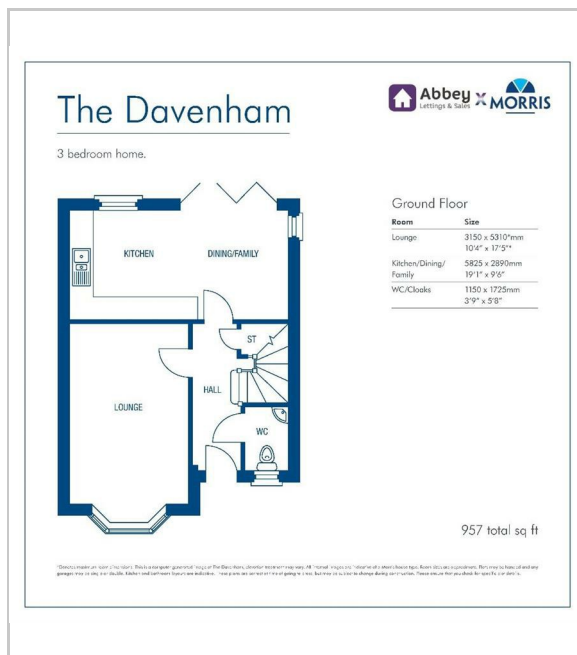 The Davenham
Abbey
Lettings & Sales
X
MORRIS
3 bedroom home.
Ground Floor
Room Size
Lounge 3150 x 5310*mm
10'4" x 17'5"*
Kitchen/Dining/ 5825 x 2890mm
Family 19'1" x 9'6"
WC/Cloaks 1150 x 1725mm
3'9" x 5'8"
KITCHEN
DINING/FAMILY
ST
HALL
LOUNGE
WC
957 total sq ft